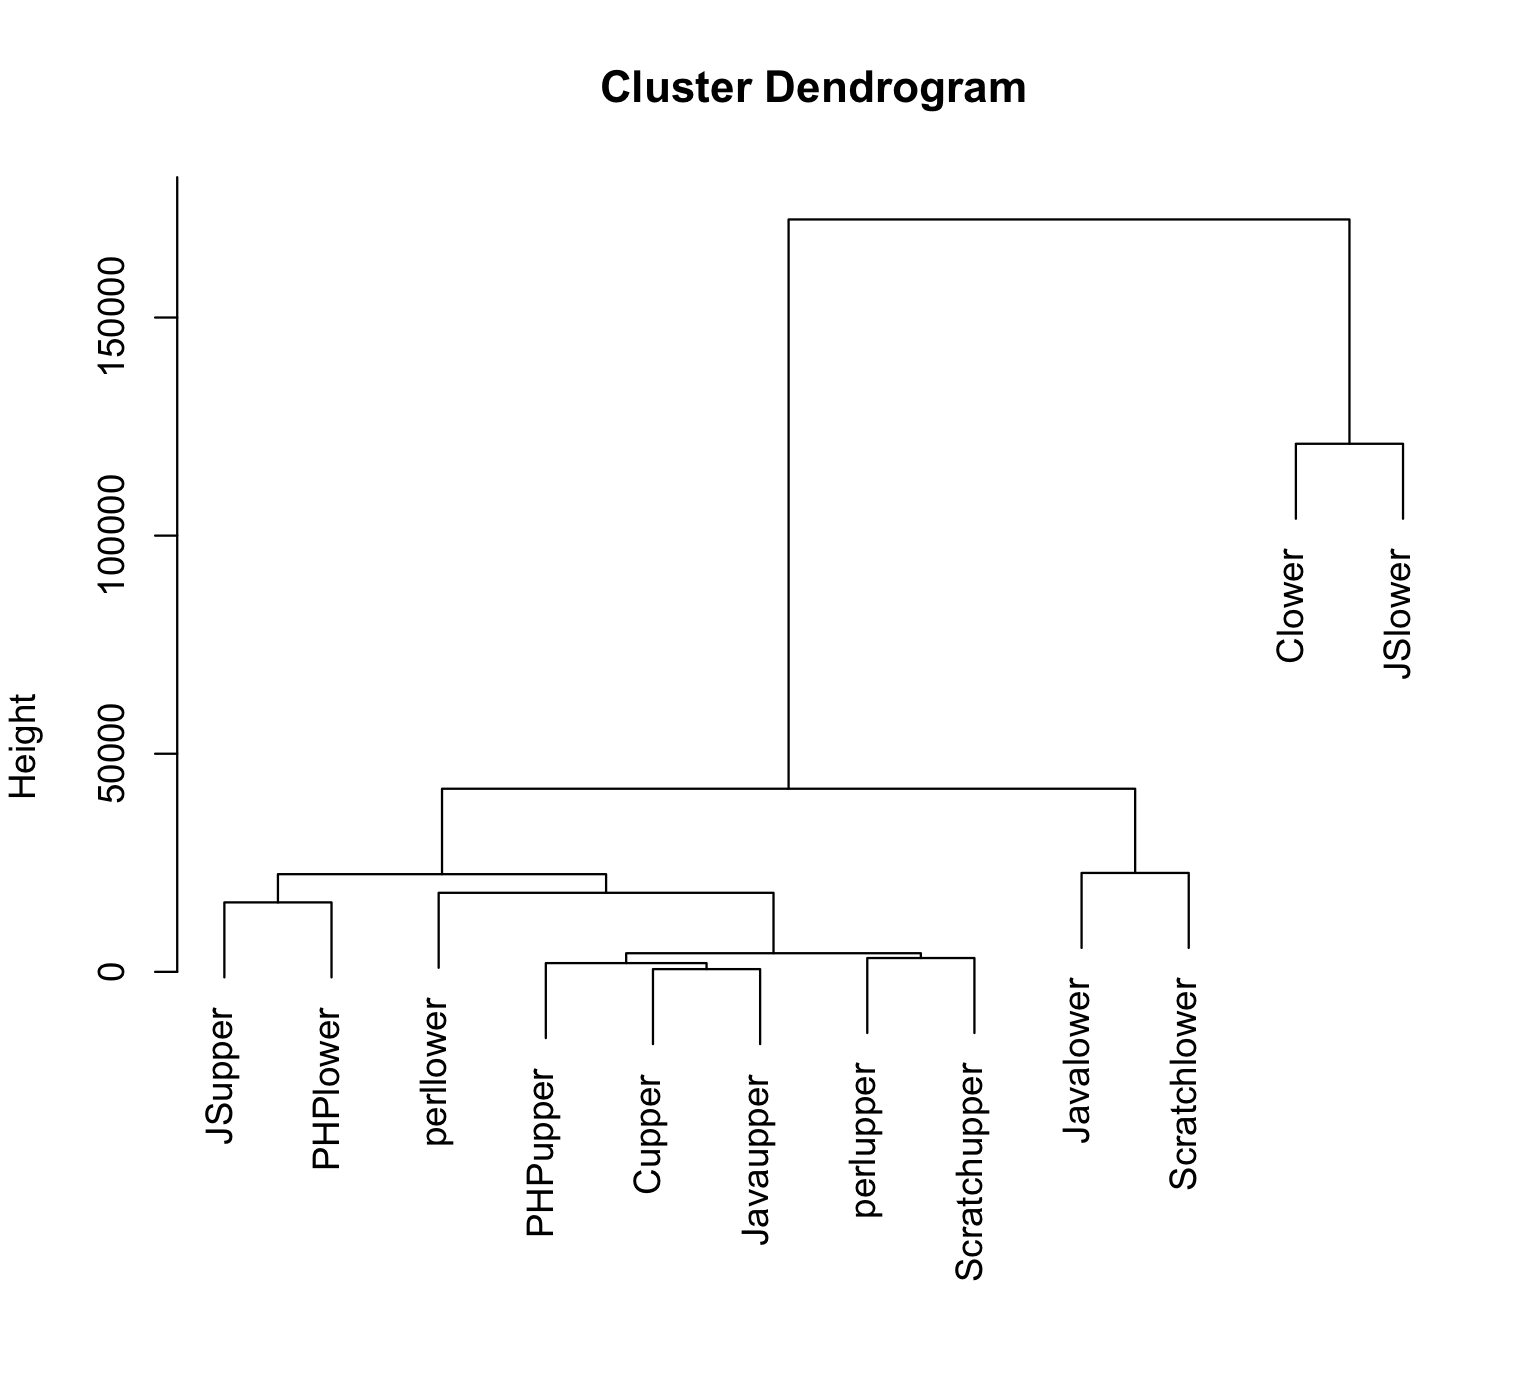 Cluster Dendrogram
Height
150000
100000
50000
0
Clower
JSlower
JSupper
PHPlower
perllower
PHPupper
Cupper
Javaupper
perlupper
Scratchupper
Javalower
Scratchlower